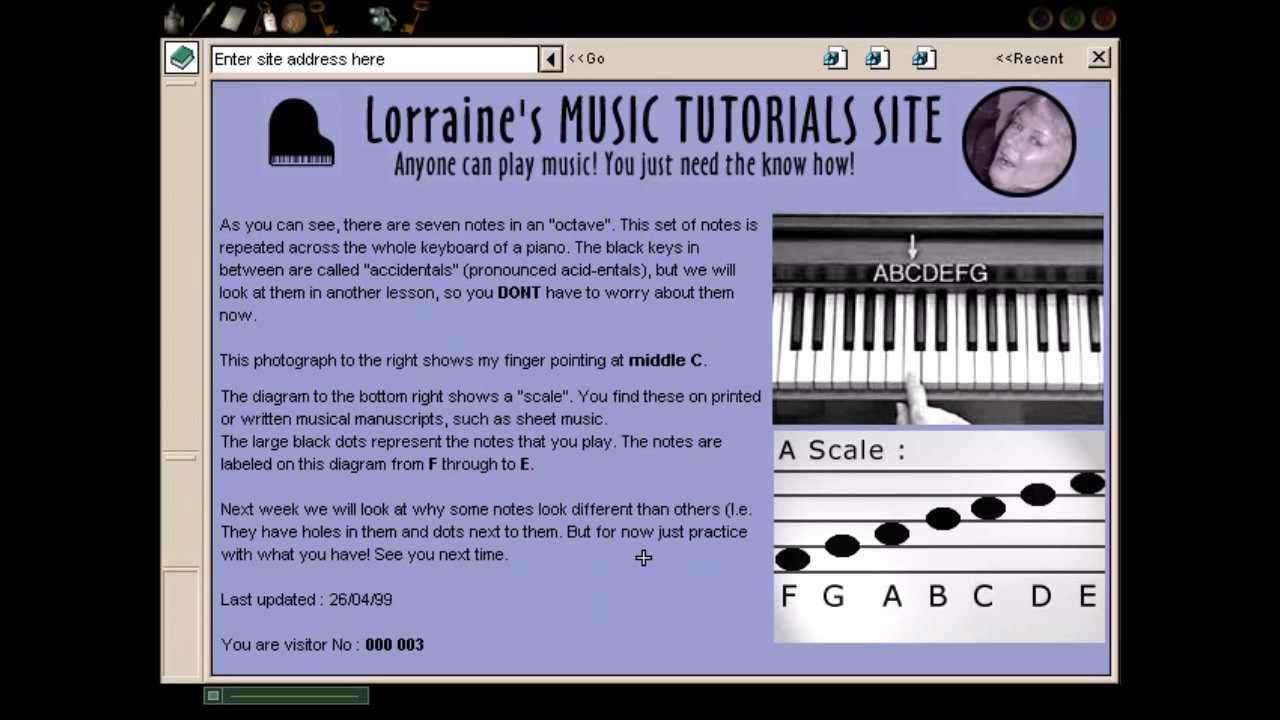 Enter site address here
<<Go
<<Recent
Lorraine's MUSIC TUTORIALS SITE
Anyone can play music! You just need the know how!
As you can see, there are seven notes in an "octave". This set of notes is
repeated across the whole keyboard of a piano. The black keys in
between are called "accidentals" (pronounced acid-entals), but we will
look at them in another lesson, so you DONT have to worry about them
now.
This photograph to the right shows my finger pointing at middle C.
The diagram to the bottom right shows a "scale". You find these on printed
or written musical manuscripts, such as sheet music.
The large black dots represent the notes that you play. The notes are
labeled on this diagram from F through to E.
Next week we will look at why some notes look different than others (I.e.
They have holes in them and dots next to them. But for now just practice
with what you have! See you next time.
Last updated : 26/04/99
You are visitor No : 000 003
ABCDEFG
A Scale :
F G A B C D E